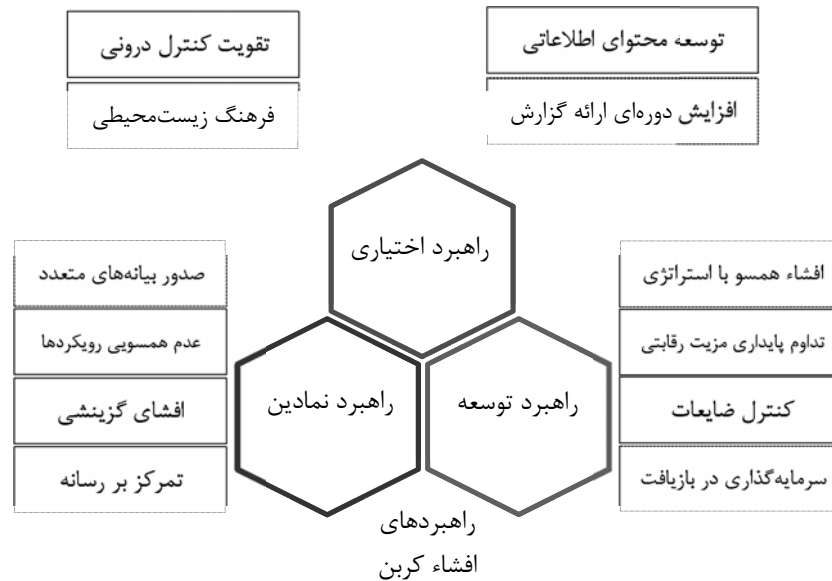 توسعه محتوای اطلاعاتی
افزایش دوره‌ای ارائه گزارش
تقویت کنترل درونی
فرهنگ زیست‌محیطی
راهبرد اختیاری
افشاء همسو با استراتژی
تداوم پایداری مزیت رقابتی
کنترل ضایعات
سرمایه‌گذاری در بازیافت
راهبرد توسعه
راهبرد نمادین
صدور بیانه‌های متعدد
عدم همسویی رویکردها
افشای گزینشی
تمرکز بر رسانه
راهبردهای
افشاء کربن